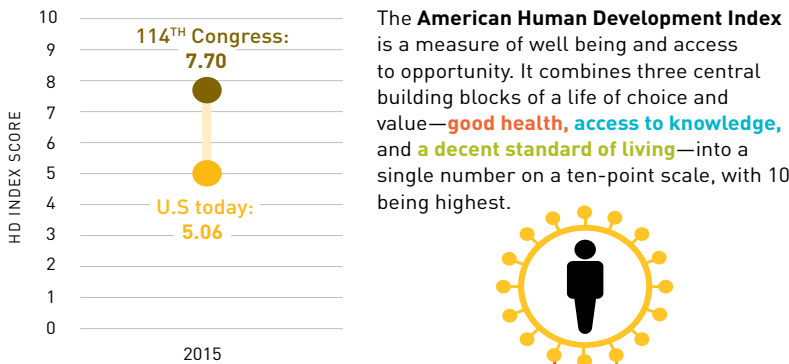 10
9
8
7
6
5
4
3
2
1
0
HD INDEX SCORE
114TH Congress:
7.70
U.S today:
5.06
2015
The American Human Development Index
is a measure of well being and access
to opportunity. It combines three central
building blocks of a life of choice and
value—good health, access to knowledge,
and a decent standard of living—into a
single number on a ten-point scale, with 10
being highest.